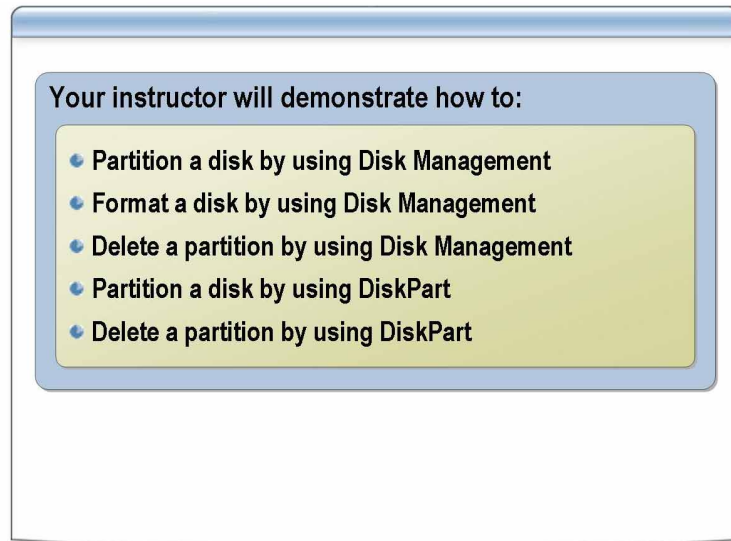 Your instructor will demonstrate how to:
Partition a disk by using Disk Management
Format a disk by using Disk Management
Delete a partition by using Disk Management
Partition a disk by using DiskPart
Delete a partition by using DiskPart